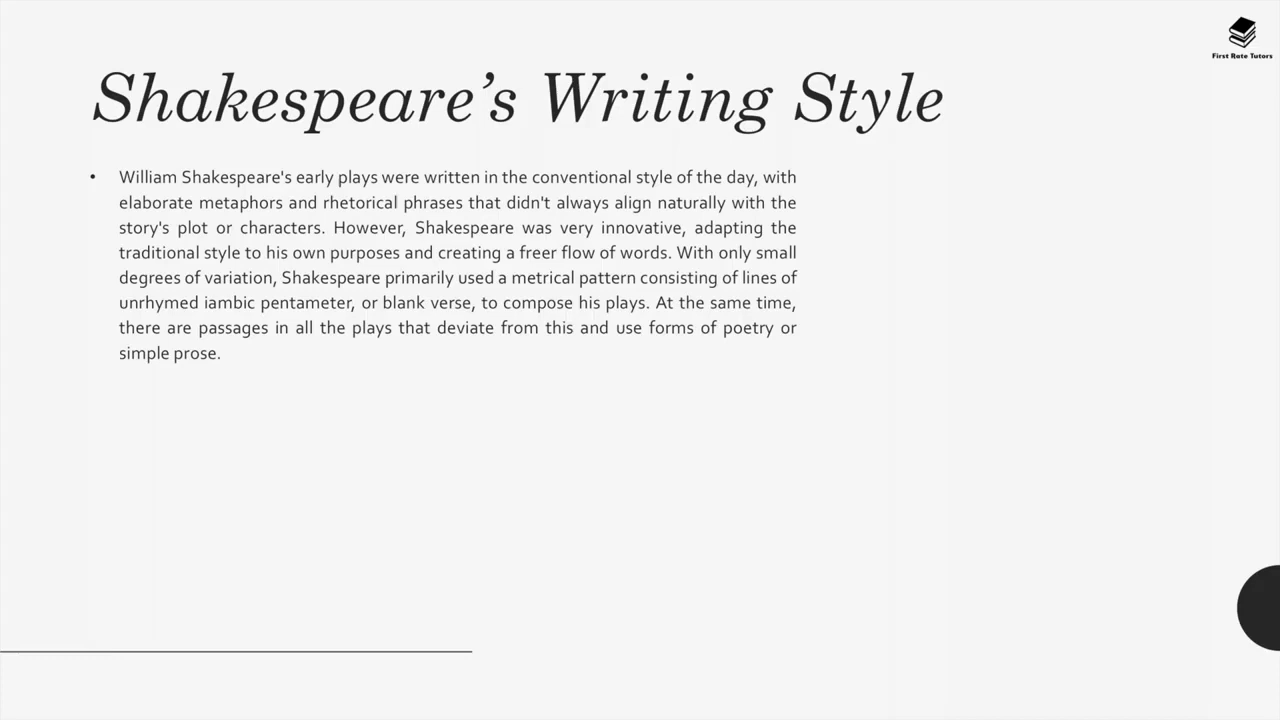 First Rate Tutors
Shakespeare’s Writing Style
• William Shakespeare's early plays were written in the conventional style of the day, with
elaborate metaphors and rhetorical phrases that didn't always align naturally with the
story's plot or characters. However, Shakespeare was very innovative, adapting the
traditional style to his own purposes and creating a freer flow of words. With only small
degrees of variation, Shakespeare primarily used a metrical pattern consisting of lines of
unrhymed iambic pentameter, or blank verse, to compose his plays. At the same time,
there are passages in all the plays that deviate from this and use forms of poetry or
simple prose.